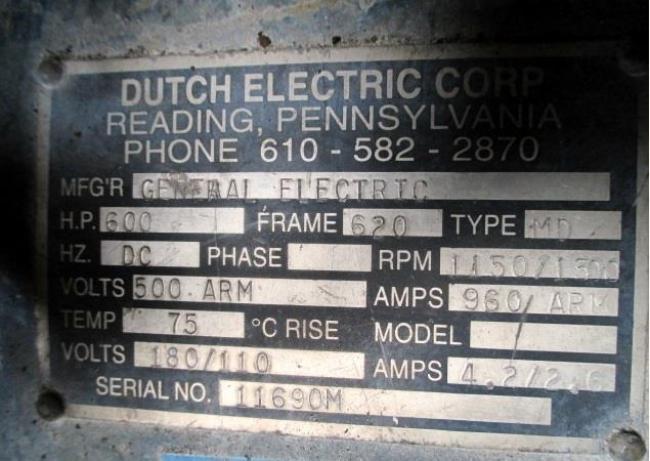 DUTCH ELECTRIC CORP
READING, PENNSYLVANIA
PHONE 610 - 582 - 2870
MFG'R GENERAL ELECTRIC
H.P. 600 FRAME 620 TYPE MD
HZ. DC PHASE RPM 1150/1300
VOLTS 500 ARM AMPS 960/ ARM
TEMP 75 °C RISE MODEL
VOLTS 180/110 AMPS 4.2/2.6
SERIAL NO. 11690M